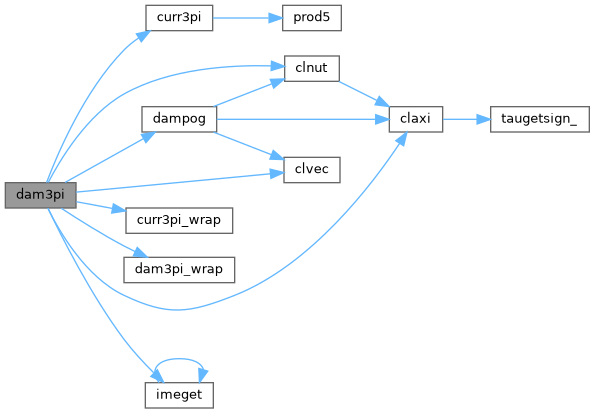 curr3pi
prod5
clnut
dampog
claxi
taugetsign_
clvec
dam3pi
curr3pi_wrap
dam3pi_wrap
imeget